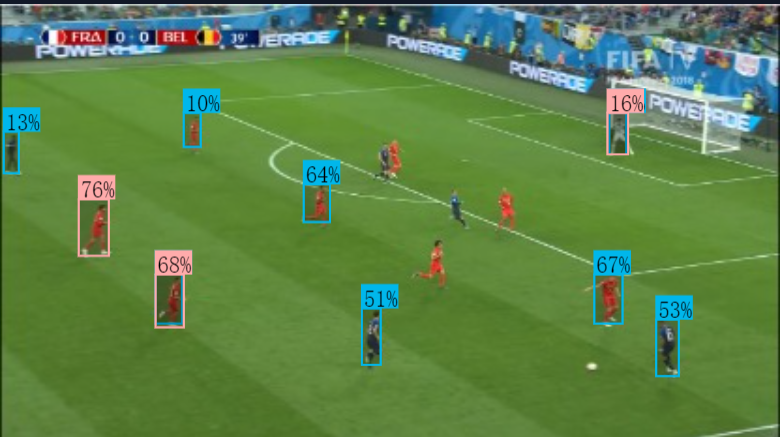 FRA 0 0 BEL 39'
POWERADE
POWERADE
POWERADE
POWERADE
POWERADE
FIFA TV
10%
16%
13%
64%
76%
68%
67%
51%
53%